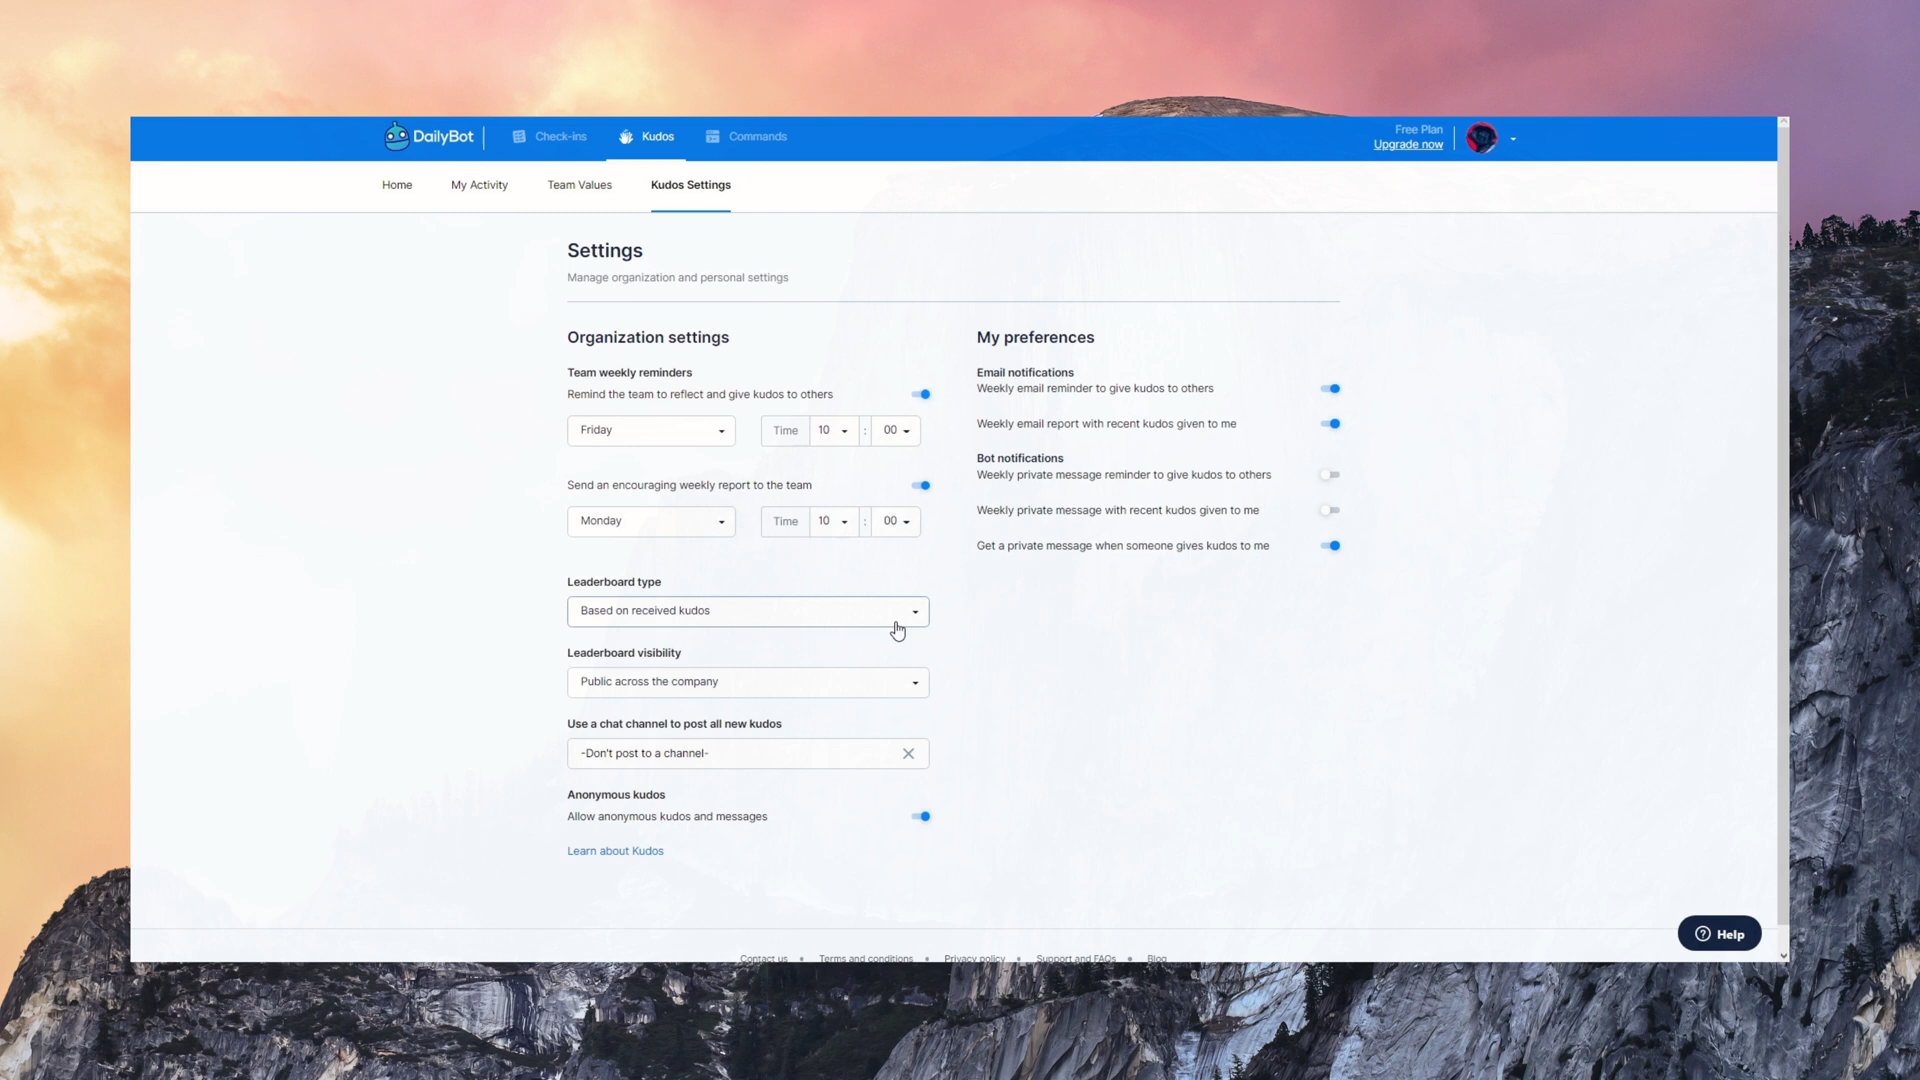 DailyBot
Check-ins
Kudos
Commands
Free Plan
Upgrade now
Home
My Activity
Team Values
Kudos Settings
Settings
Manage organization and personal settings
Organization settings
Team weekly reminders
Remind the team to reflect and give kudos to others
Friday
Time 10 : 00
Send an encouraging weekly report to the team
Monday
Time 10 : 00
Leaderboard type
Based on received kudos
Leaderboard visibility
Public across the company
Use a chat channel to post all new kudos
-Don't post to a channel-
Anonymous kudos
Allow anonymous kudos and messages
Learn about Kudos
My preferences
Email notifications
Weekly email reminder to give kudos to others
Weekly email report with recent kudos given to me
Bot notifications
Weekly private message reminder to give kudos to others
Weekly private message with recent kudos given to me
Get a private message when someone gives kudos to me
Help
Contact us • Terms and conditions • Privacy policy • Support and FAQs • Blog